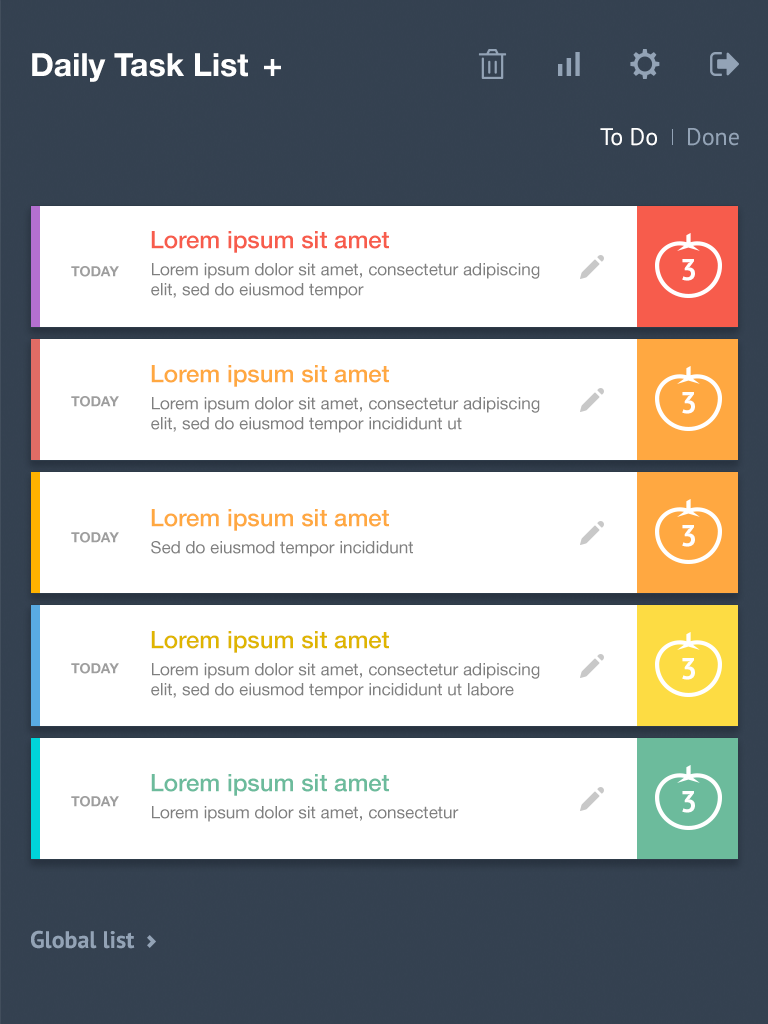 Daily Task List +
To Do | Done
Lorem ipsum sit amet
TODAY
Lorem ipsum dolor sit amet, consectetur adipiscing
elit, sed do eiusmod tempor
3
Lorem ipsum sit amet
TODAY
Lorem ipsum dolor sit amet, consectetur adipiscing
elit, sed do eiusmod tempor incididunt ut
3
Lorem ipsum sit amet
TODAY
Sed do eiusmod tempor incididunt
3
Lorem ipsum sit amet
TODAY
Lorem ipsum dolor sit amet, consectetur adipiscing
elit, sed do eiusmod tempor incididunt ut labore
3
Lorem ipsum sit amet
TODAY
Lorem ipsum dolor sit amet, consectetur
3
Global list